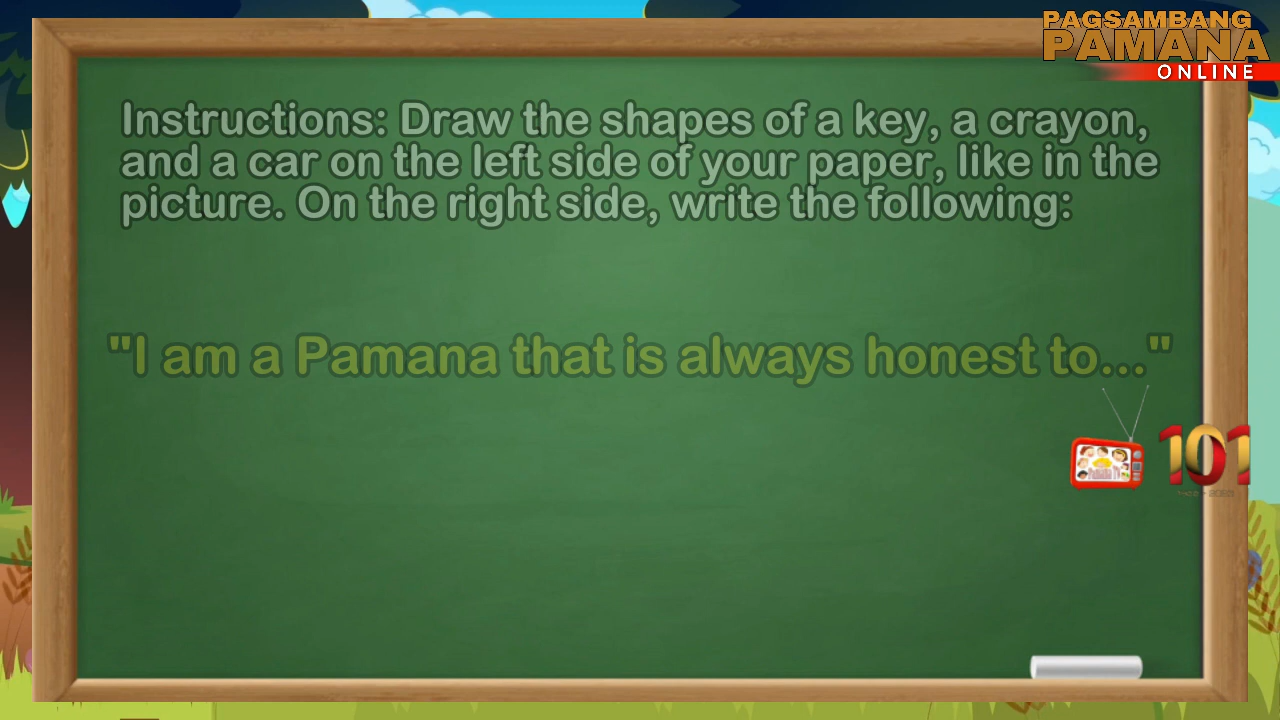 PAGSAMBANG
PAMANA
ONLINE
Instructions: Draw the shapes of a key, a crayon,
and a car on the left side of your paper, like in the
picture. On the right side, write the following:
"I am a Pamana that is always honest to..."
101